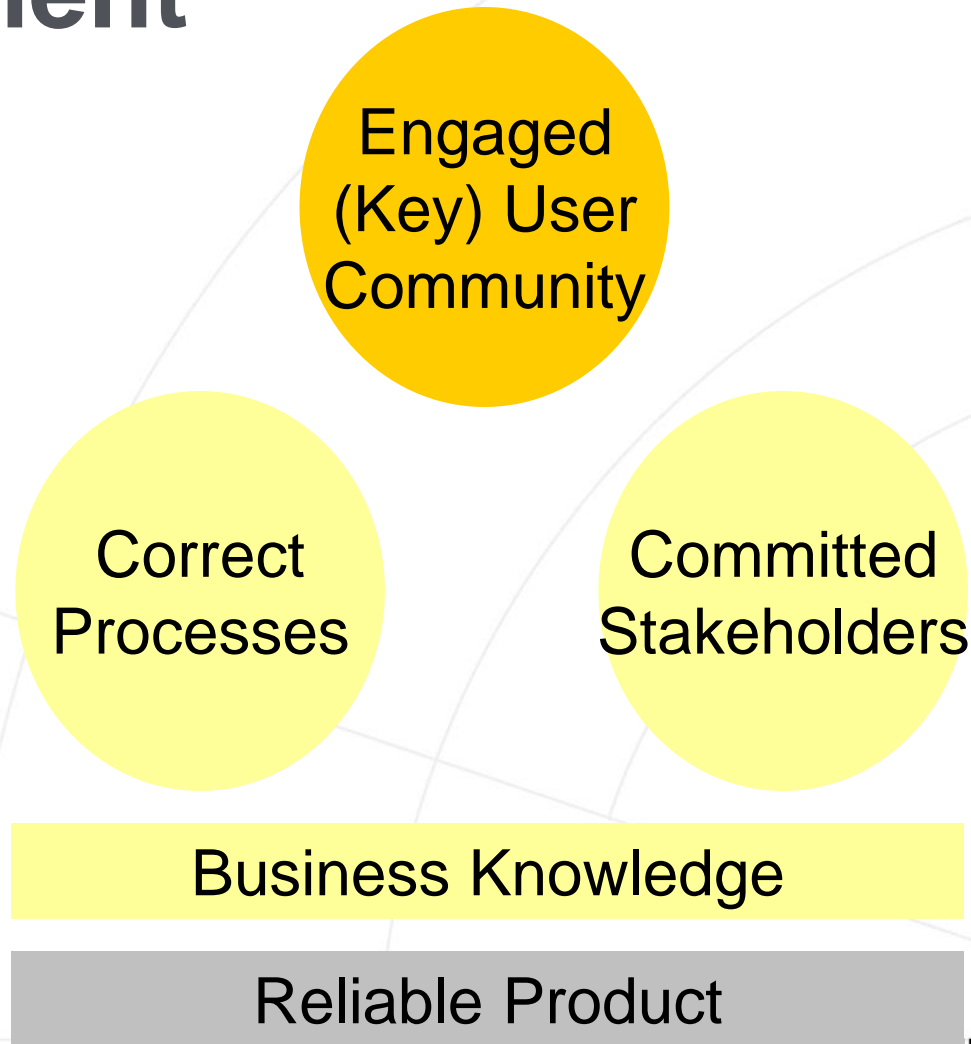 Engaged
(Key) User
Community
Correct
Processes
Committed
Stakeholders
Business Knowledge
Reliable Product